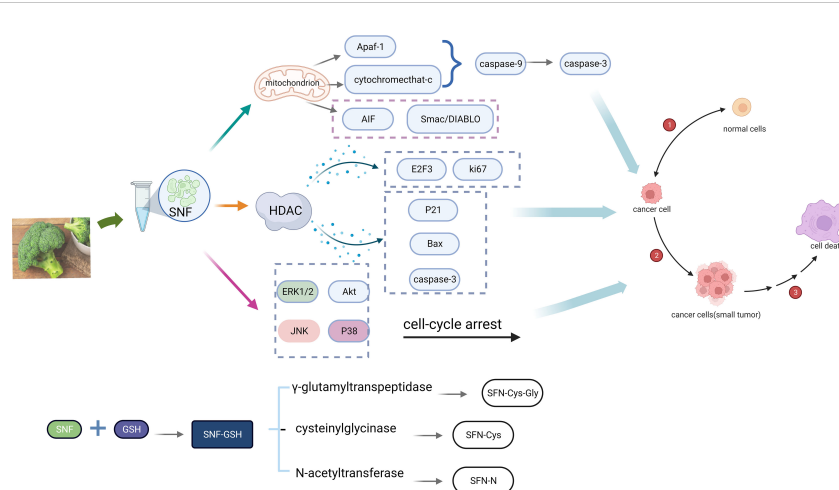 Apaf-1
mitochondrion
cytochromecthat-c
caspase-9
caspase-3
AIF
Smac/DIABLO
1
normal cells
E2F3
ki67
SNF
HDAC
P21
cancer cell
Bax
2
cell deat
caspase-3
ERK1/2
Akt
3
JNK
P38
cell-cycle arrest
cancer cells(small tumor)
γ-glutamyltranspeptidase
SFN-Cys-Gly
SNF
GSH
SNF-GSH
cysteinylglycinase
SFN-Cys
N-acetyltransferase
SFN-N